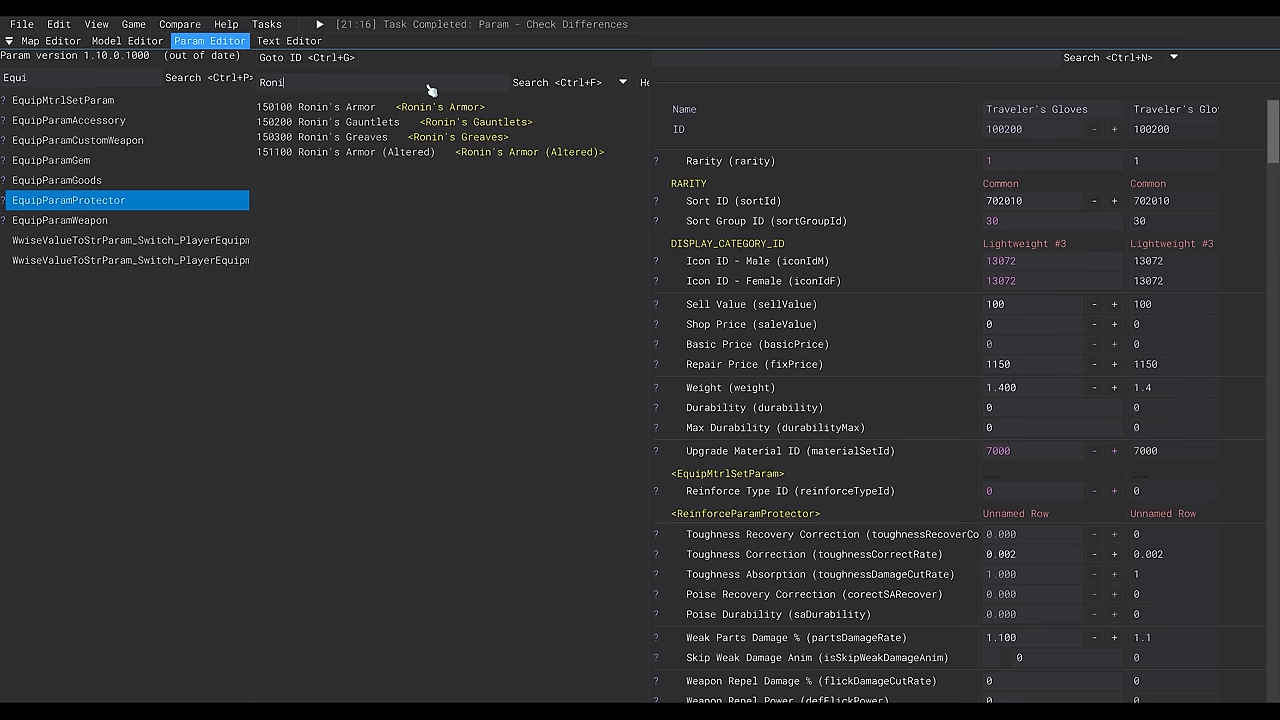 File Edit View Game Compare Help Tasks [21:16] Task Completed: Param - Check Differences
Map Editor Model Editor Param Editor Text Editor
Param version 1.10.0.1000 (out of date)
Equi Search <Ctrl+P>
? EquipMtrlSetParam
? EquipParamAccessory
? EquipParamCustomWeapon
? EquipParamGem
? EquipParamGoods
? EquipParamProtector
? EquipParamWeapon
WwiseValueToStrParam_Switch_PlayerEquipm
WwiseValueToStrParam_Switch_PlayerEquipm
Goto ID <Ctrl+G>
Roni Search <Ctrl+F> He
150100 Ronin's Armor <Ronin's Armor>
150200 Ronin's Gauntlets <Ronin's Gauntlets>
150300 Ronin's Greaves <Ronin's Greaves>
151100 Ronin's Armor (Altered) <Ronin's Armor (Altered)>
Search <Ctrl+N>
Name Traveler's Gloves Traveler's Glov
ID 100200 - + 100200
? Rarity (rarity) 1 1
RARITY Common Common
? Sort ID (sortId) 702010 - + 702010
? Sort Group ID (sortGroupId) 30 30
DISPLAY_CATEGORY_ID Lightweight #3 Lightweight #3
? Icon ID - Male (iconIdM) 13072 13072
? Icon ID - Female (iconIdF) 13072 13072
? Sell Value (sellValue) 100 - + 100
? Shop Price (saleValue) 0 - + 0
? Basic Price (basicPrice) 0 - + 0
? Repair Price (fixPrice) 1150 - + 1150
? Weight (weight) 1.400 - + 1.4
? Durability (durability) 0 0
? Max Durability (durabilityMax) 0 0
? Upgrade Material ID (materialSetId) 7000 - + 7000
<EquipMtrlSetParam> ___ ___
? Reinforce Type ID (reinforceTypeId) 0 - + 0
<ReinforceParamProtector> Unnamed Row Unnamed Row
? Toughness Recovery Correction (toughnessRecoverCo 0.000 - + 0
? Toughness Correction (toughnessCorrectRate) 0.002 - + 0.002
? Toughness Absorption (toughnessDamageCutRate) 1.000 - + 1
? Poise Recovery Correction (corectSARecover) 0.000 - + 0
? Poise Durability (saDurability) 0.000 - + 0
? Weak Parts Damage % (partsDamageRate) 1.100 - + 1.1
? Skip Weak Damage Anim (isSkipWeakDamageAnim) 0 0
? Weapon Repel Damage % (flickDamageCutRate) 0 0
? Weapon Repel Power (defFlickPower) 0 0